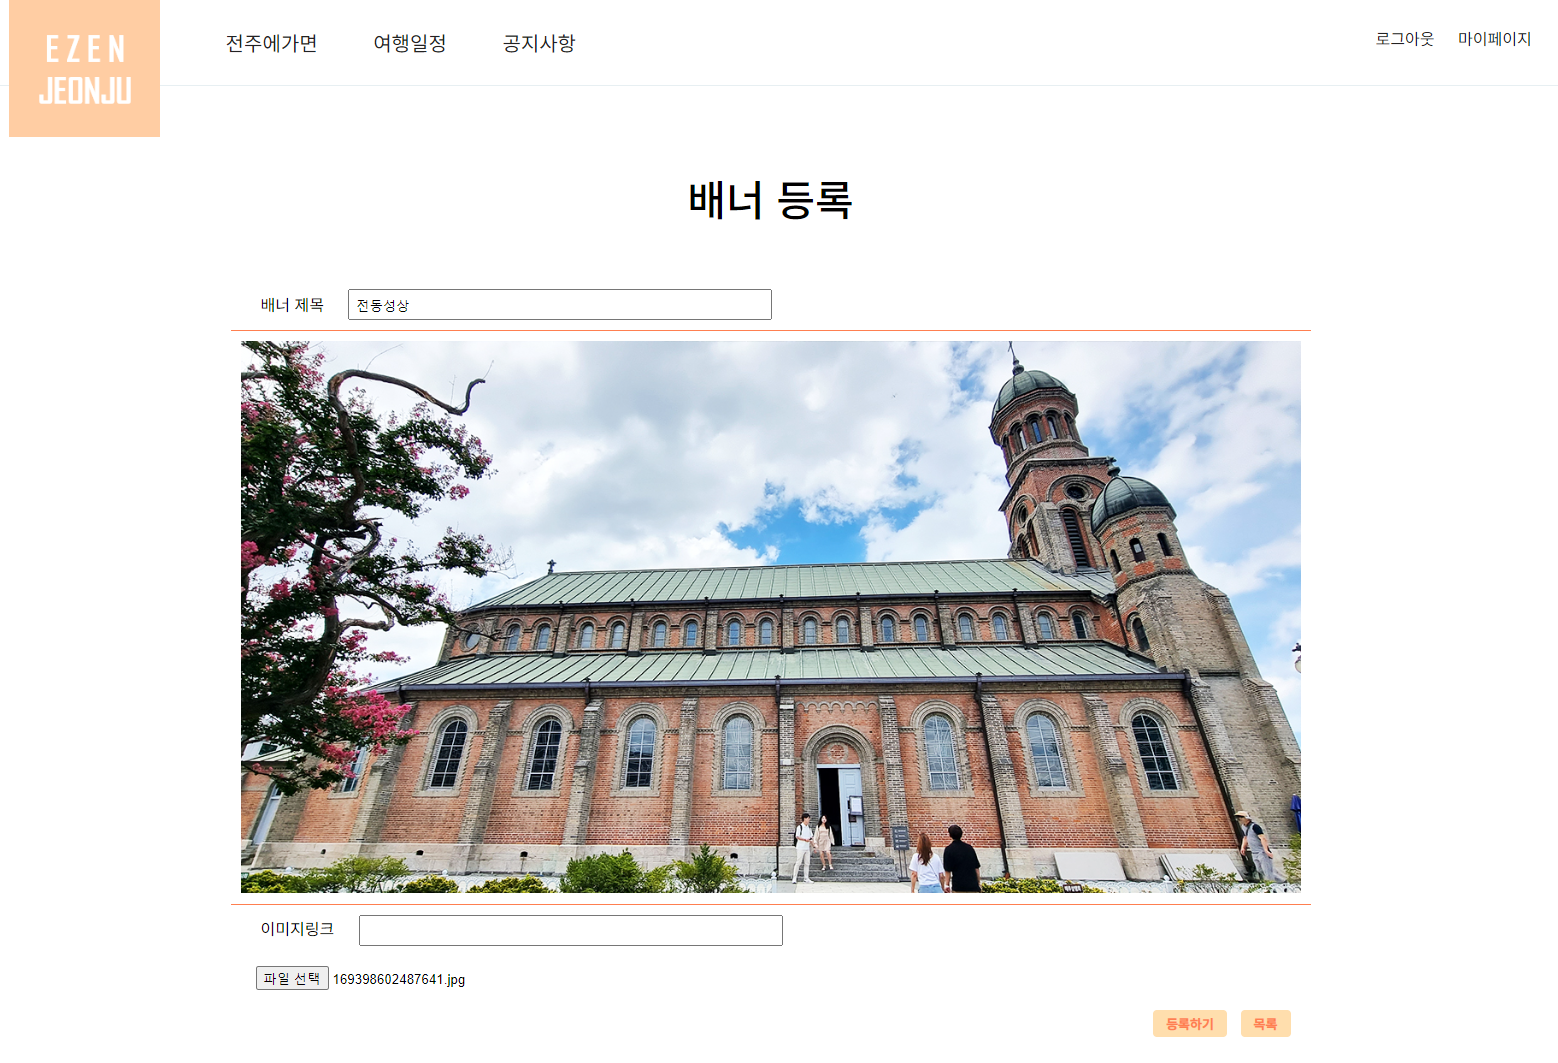 EZEN
JEONJU
전주에가면 여행일정 공지사항
로그아웃 마이페이지
배너 등록
배너 제목 전동성상
이미지링크
파일 선택 169398602487641.jpg
등록하기 목록